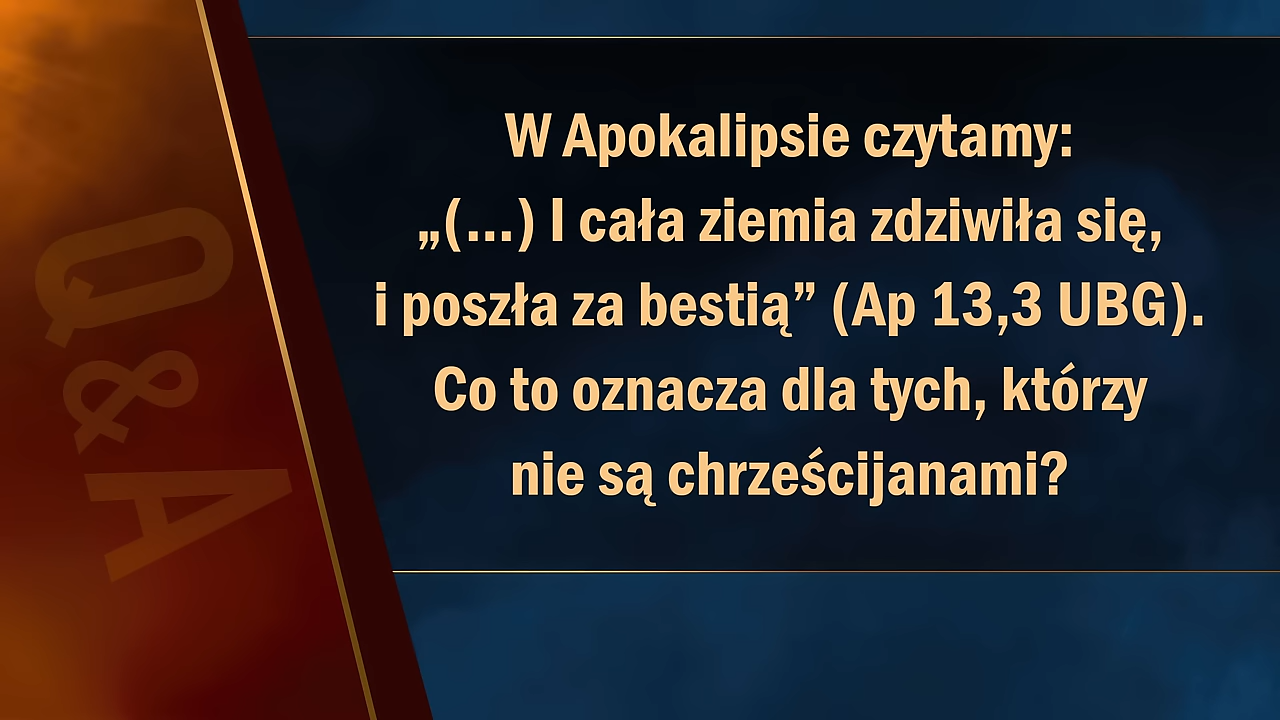 W Apokalipsie czytamy:
„(...) I cała ziemia zdziwiła się,
i poszła za bestią” (Ap 13,3 UBG).
Co to oznacza dla tych, którzy
nie są chrześcijanami?
Q & A